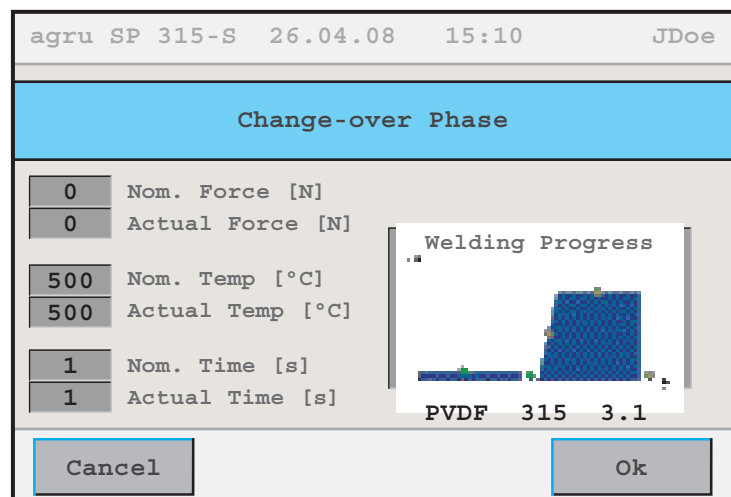 agru SP 315-S 26.04.08 15:10 JDoe
Change-over Phase
0 Nom. Force [N]
0 Actual Force [N]
500 Nom. Temp [°C]
500 Actual Temp [°C]
1 Nom. Time [s]
1 Actual Time [s]
Welding Progress
PVDF 315 3.1
Cancel Ok